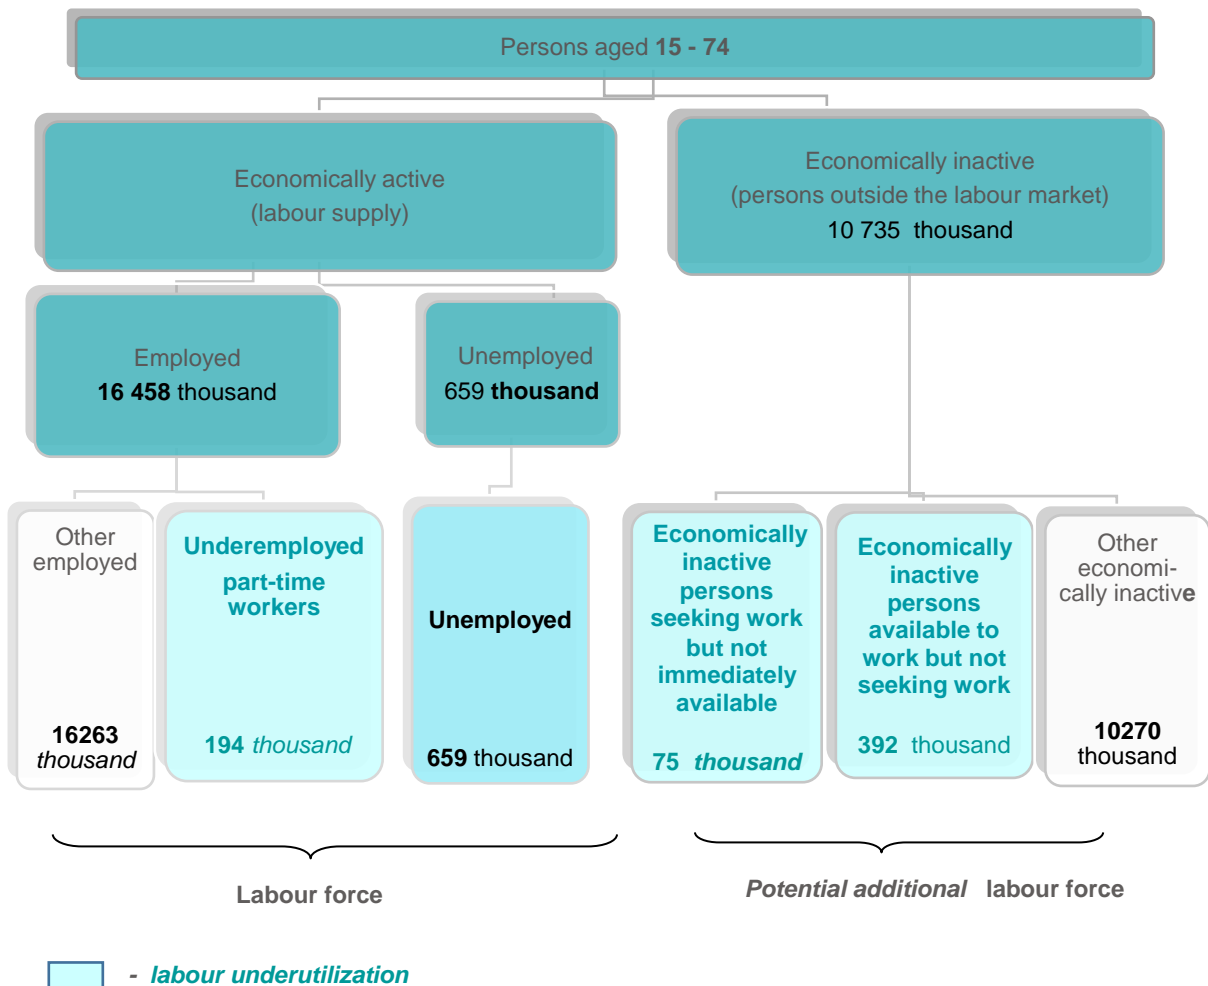 Persons aged 15 - 74
Economically active
(labour supply)
Economically inactive
(persons outside the labour market)
10 735 thousand
Employed
16 458 thousand
Unemployed
659 thousand
Other
employed
16263
thousand
Underemployed
part-time
workers
194 thousand
Unemployed
659 thousand
Economically
inactive
persons
seeking work
but not
immediately
available
75 thousand
Economically
inactive
persons
available to
work but not
seeking work
392 thousand
Other
economi-
cally inactive
10270
thousand
Labour force
Potential additional labour force
- labour underutilization